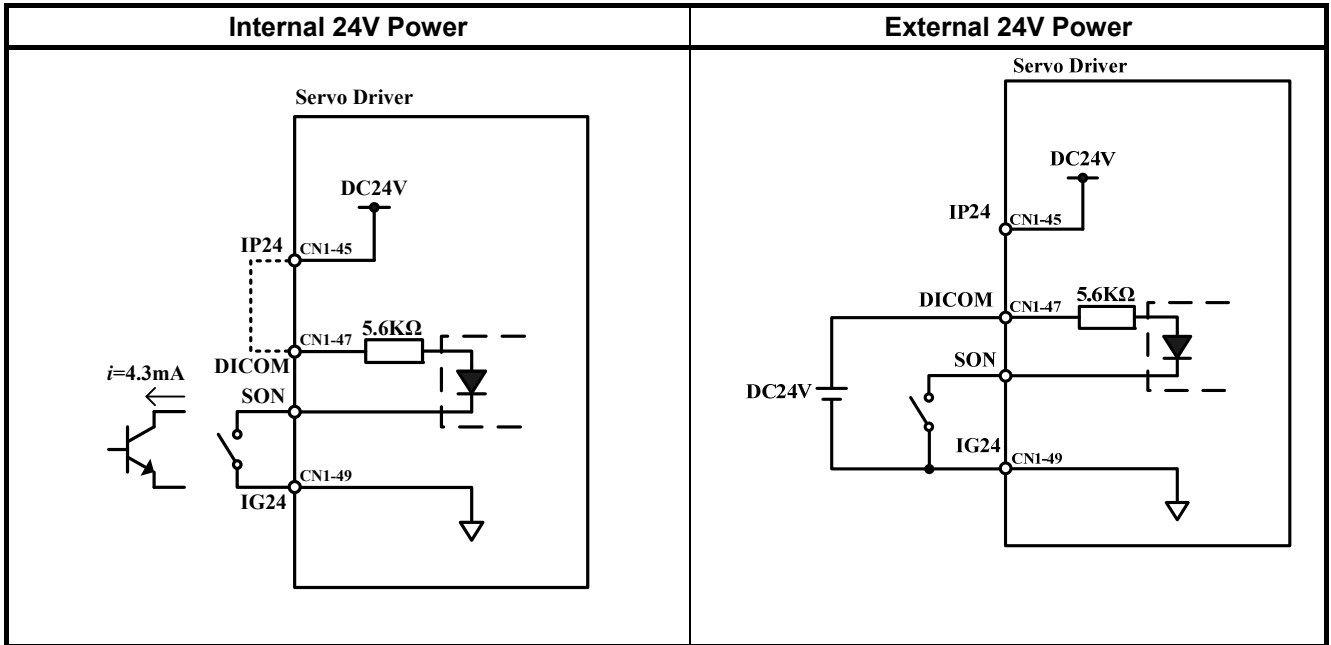 Internal 24V Power
External 24V Power
Servo Driver
DC24V
IP24
CN1-45
CN1-47
5.6KΩ
DICOM
i=4.3mA
SON
CN1-49
IG24
Servo Driver
DC24V
IP24
CN1-45
DICOM
CN1-47
5.6KΩ
SON
DC24V
IG24
CN1-49